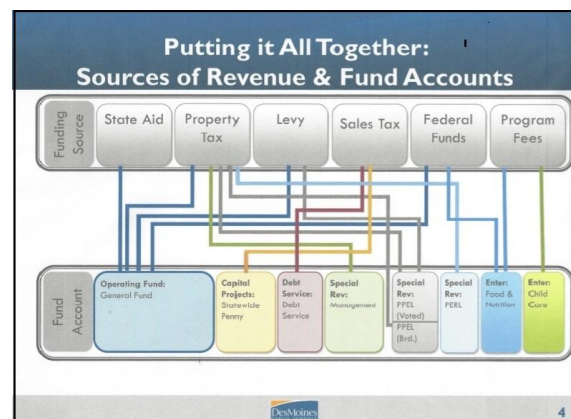 Putting it All Together:
Sources of Revenue & Fund Accounts
Funding
Source
State Aid
Property
Tax
Levy
Sales Tax
Federal
Funds
Program
Fees
Fund
Account
Operating Fund:
General Fund
Capital
Projects:
Statewide
Penny
Debt
Service:
Debt
Service
Special
Rev:
Management
Special
Rev:
PPEL
(Voted)
PPEL
(Brd.)
Special
Rev:
PERL
Enter:
Food &
Nutrition
Enter:
Child
Care
DesMoines
4